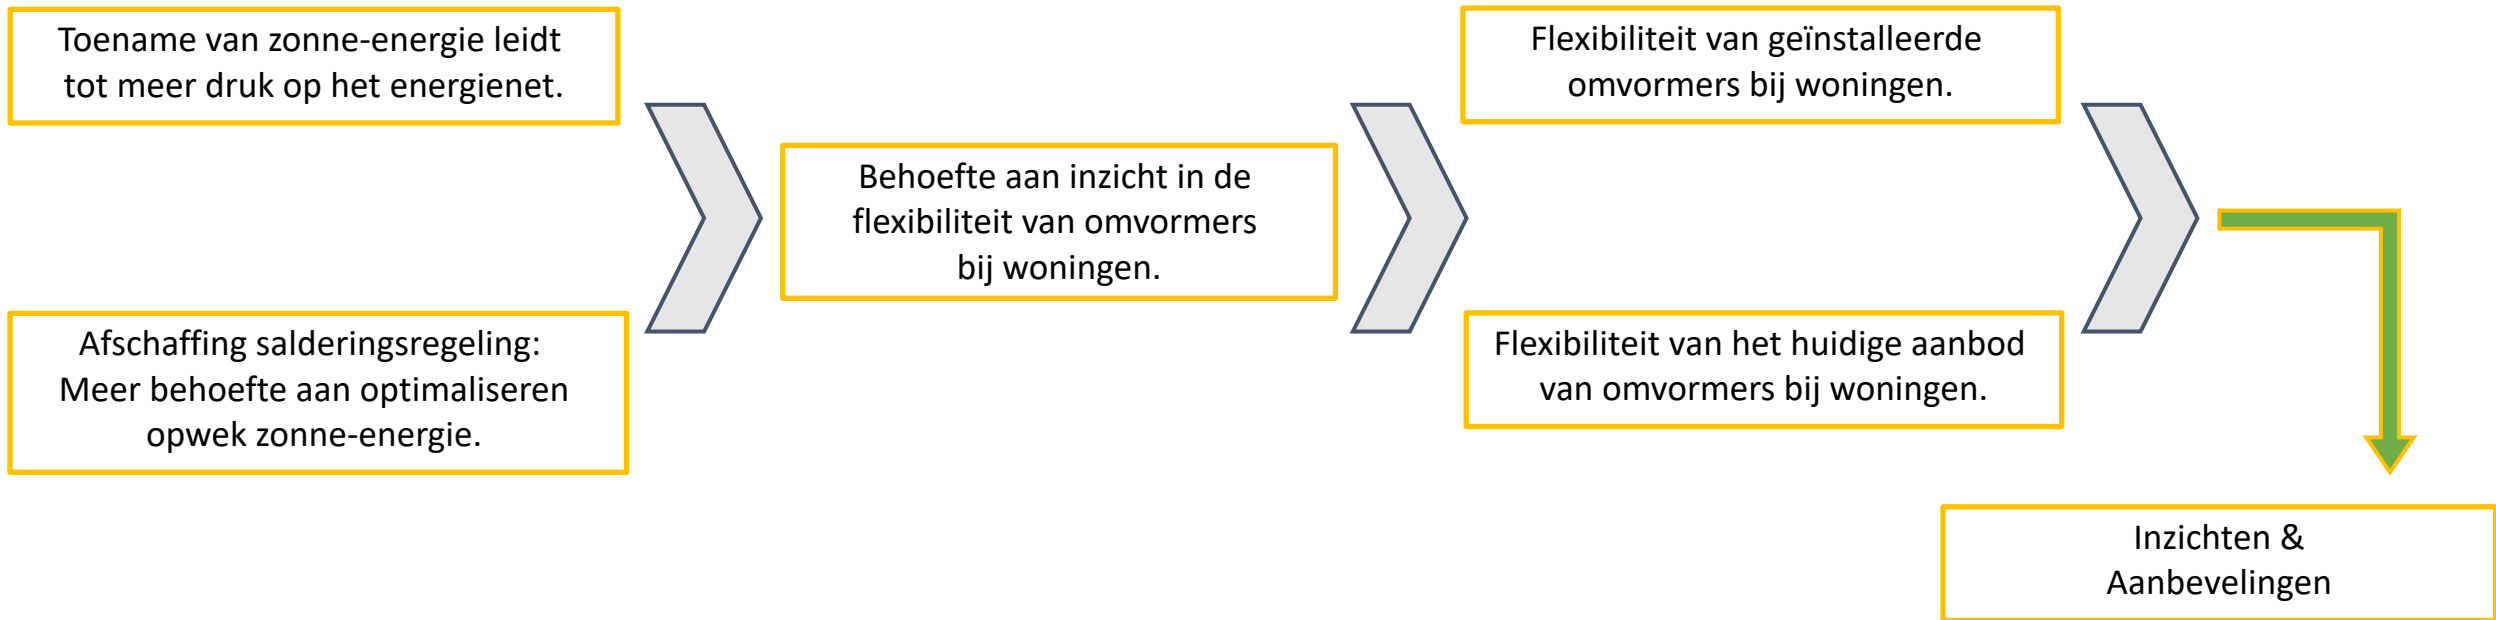 Toename van zonne-energie leidt
tot meer druk op het energienet.
Afschaffing salderingsregeling:
Meer behoefte aan optimaliseren
opwek zonne-energie.
Behoefte aan inzicht in de
flexibiliteit van omvormers
bij woningen.
Flexibiliteit van geïnstalleerde
omvormers bij woningen.
Flexibiliteit van het huidige aanbod
van omvormers bij woningen.
Inzichten &
Aanbevelingen